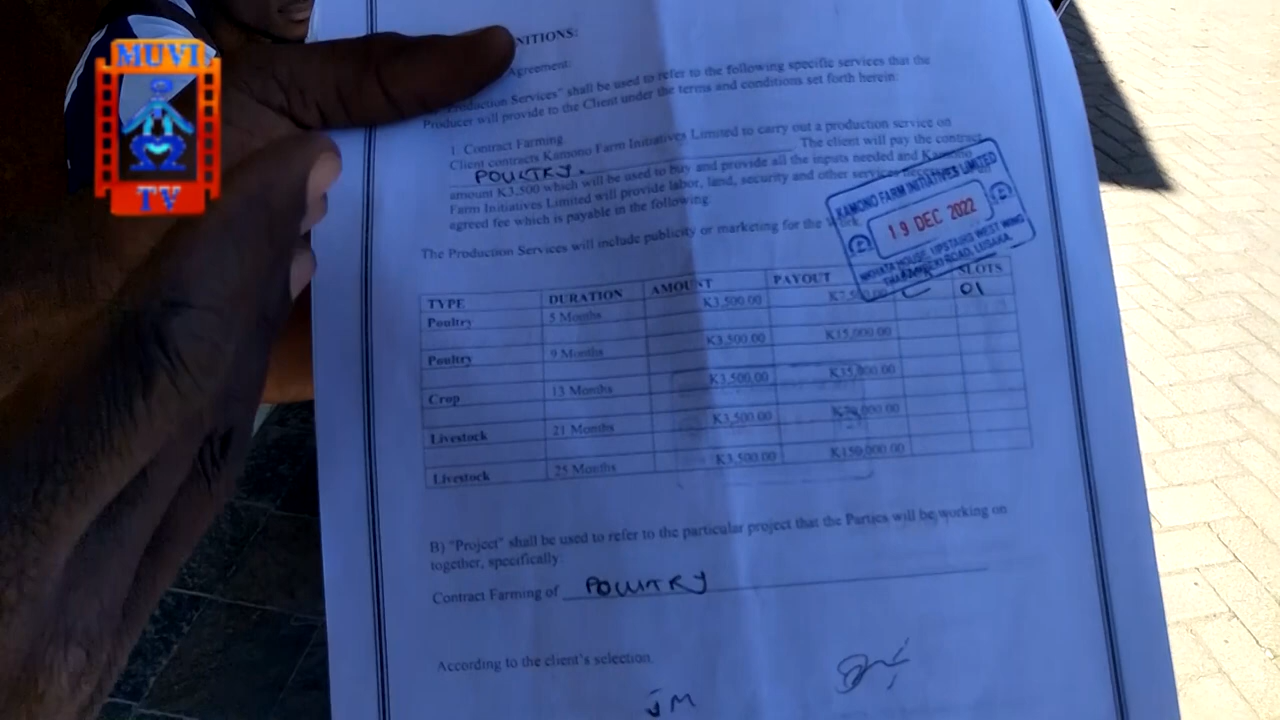 MUVI
TV
NITIONS:
Agreement:
Production Services" shall be used to refer to the following specific services that the
Producer will provide to the Client under the terms and conditions set forth herein:
1. Contract Farming.
Client contracts Kamono Farm Initiatives Limited to carry out a production service on
POULTRY. The client will pay the contract
amount K3,500 which will be used to buy and provide all the inputs needed and Kamono
Farm Initiatives Limited will provide labor, land, security and other services
agreed fee which is payable in the following:
The Production Services will include publicity or marketing for the
KAMONO FARM INITIATIVES LIMITED
19 DEC 2022
HOUSE, UPSTAIRS WEST WING
ROAD, LUSAKA
TYPE DURATION AMOUNT PAYOUT SLOTS
Poultry 5 Months K3,500.00 01
Poultry 9 Months K3,500.00 K15,000.00
Crop 13 Months K3,500.00 K35,000.00
Livestock 21 Months K3,500.00
Livestock 25 Months K3,500.00 K150,000.00
B) "Project" shall be used to refer to the particular project that the Parties will be working on
together, specifically:
Contract Farming of POULTRY
According to the client's selection.
JM